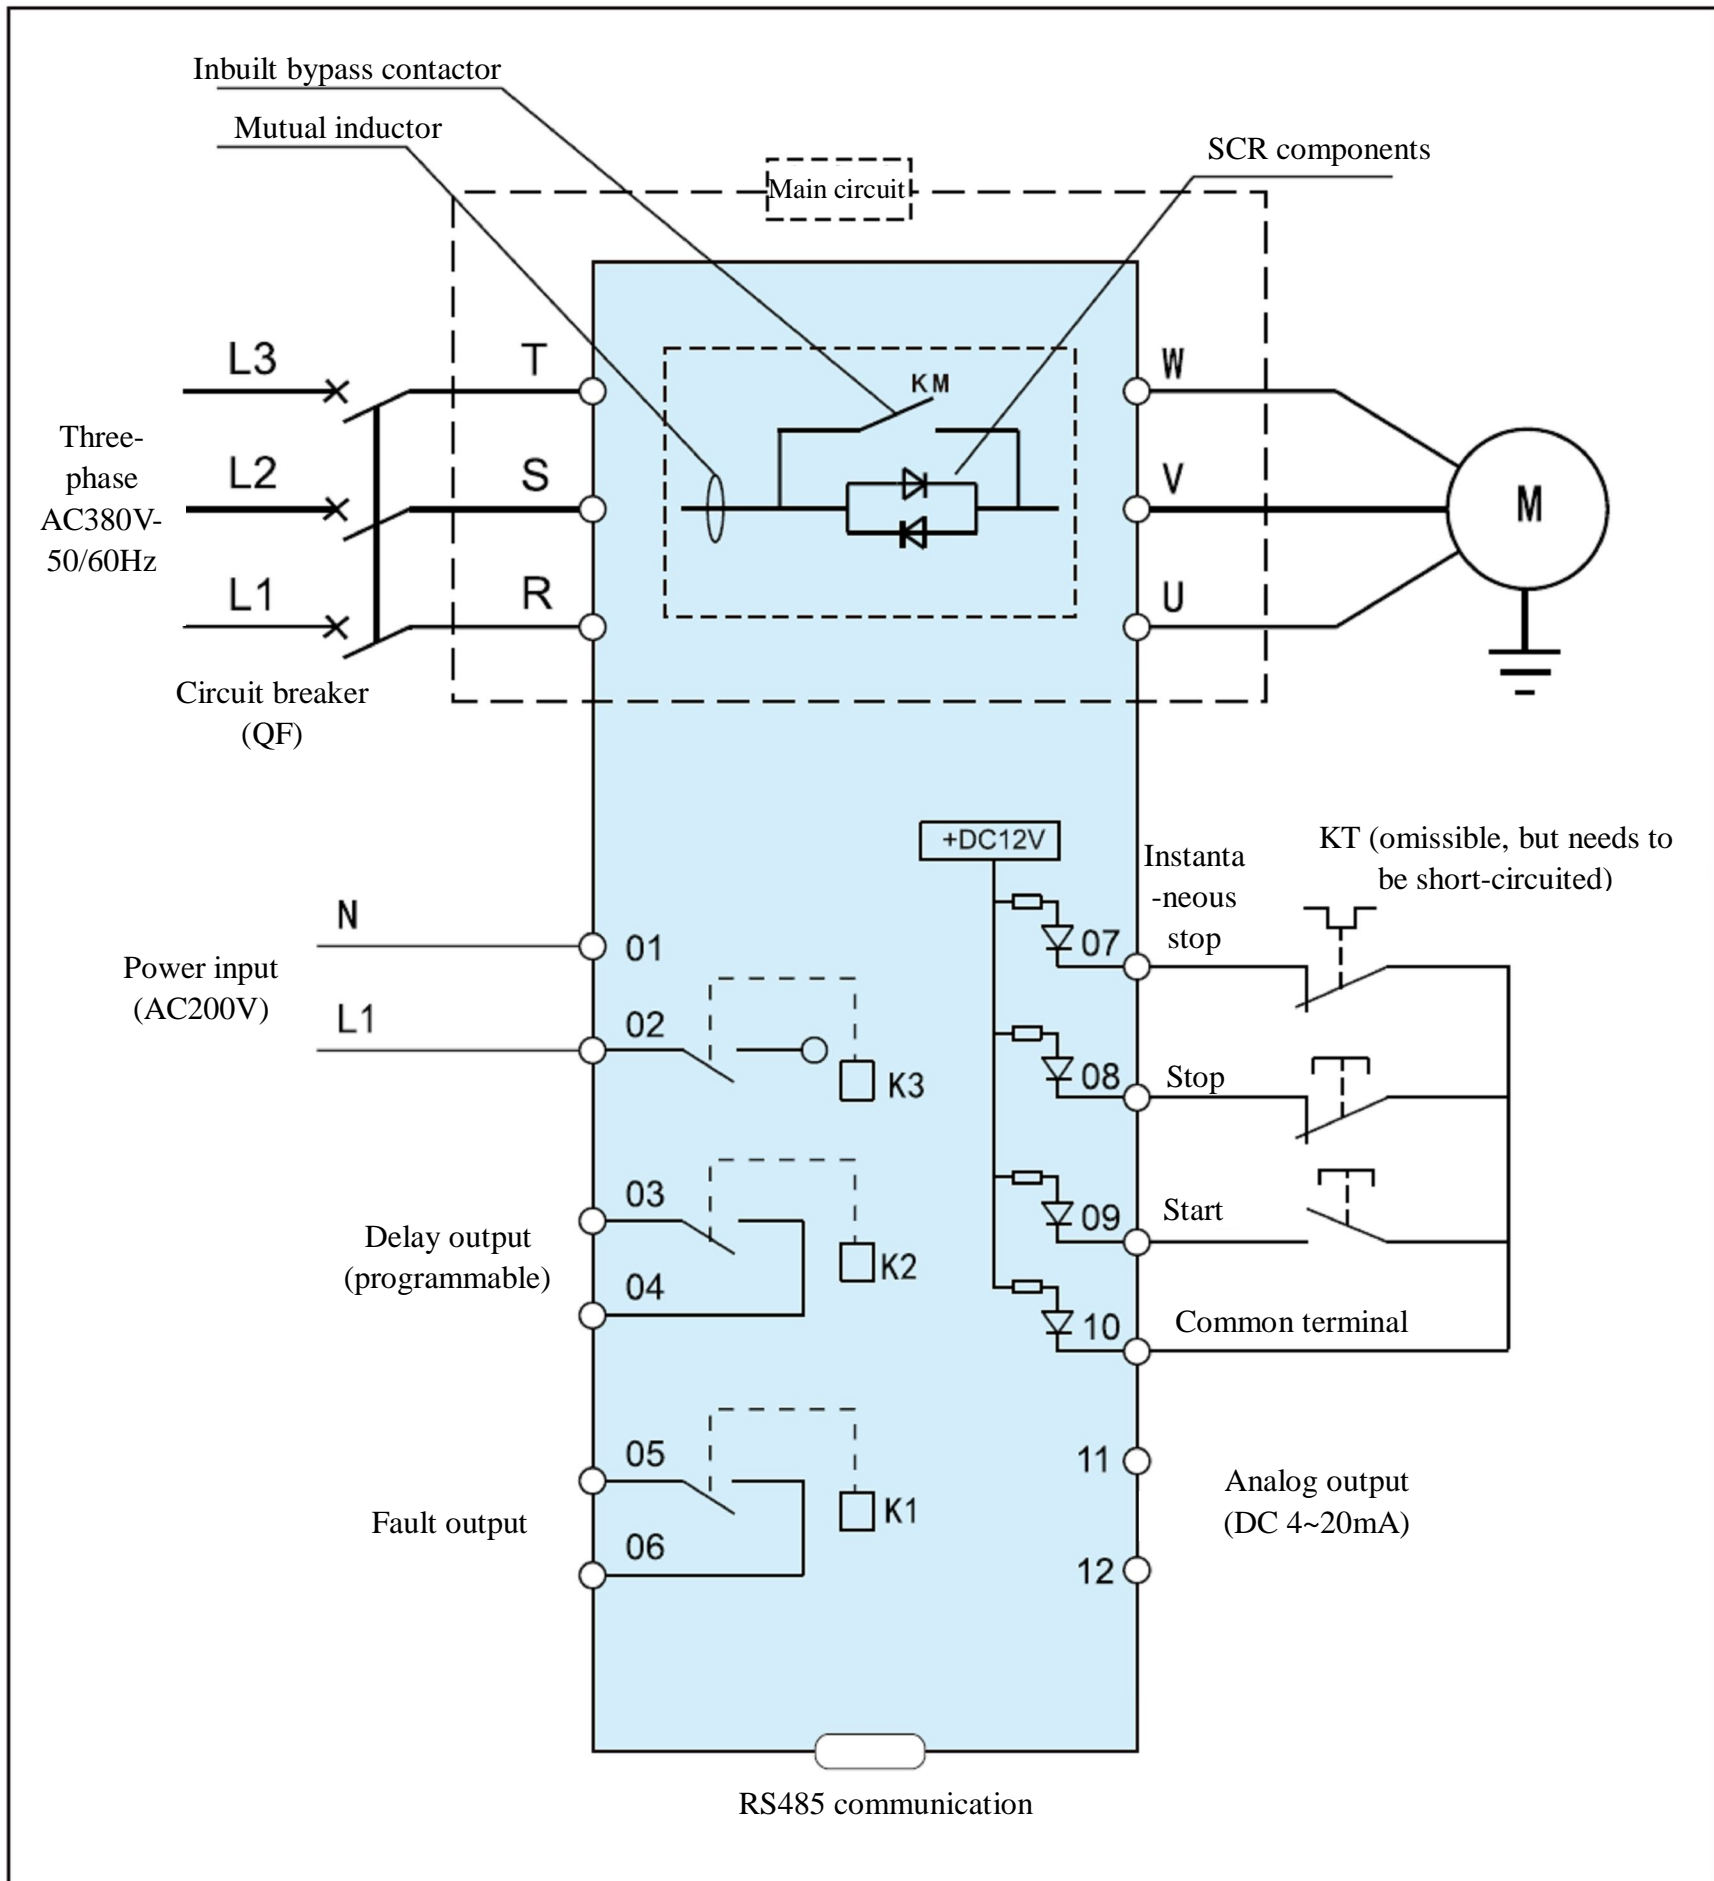 Inbuilt bypass contactor
Mutual inductor
SCR components
Main circuit
L3
T
KM
W
Three-
phase
AC380V-
50/60Hz
L2
S
V
M
L1
R
U
Circuit breaker
(QF)
+DC12V
Instanta
-neous
stop
KT (omissible, but needs to
be short-circuited)
N
01
07
Power input
(AC200V)
L1
02
K3
08
Stop
03
Delay output
(programmable)
04
K2
09
Start
10
Common terminal
05
Fault output
06
K1
11
Analog output
(DC 4~20mA)
12
RS485 communication